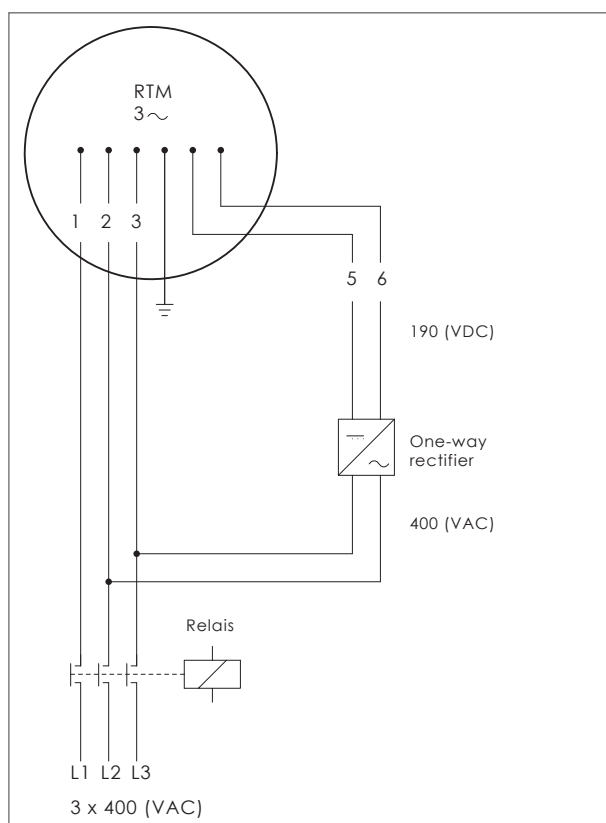 RTM
3∼
1 2 3
5 6
190 (VDC)
One-way
rectifier
400 (VAC)
Relais
L1 L2 L3
3 x 400 (VAC)